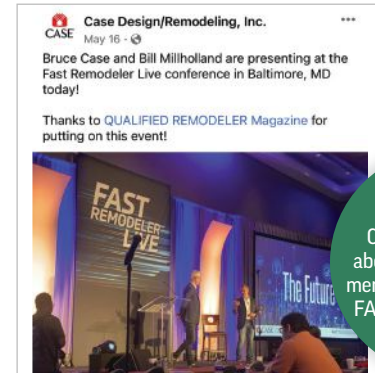 Case Design/Remodeling, Inc.
CASE
May 16
Bruce Case and Bill Millholland are presenting at the
Fast Remodeler Live conference in Baltimore, MD
today!
Thanks to QUALIFIED REMODELER Magazine for
putting on this event!
FAST
REMODELER
LIVE
The Future